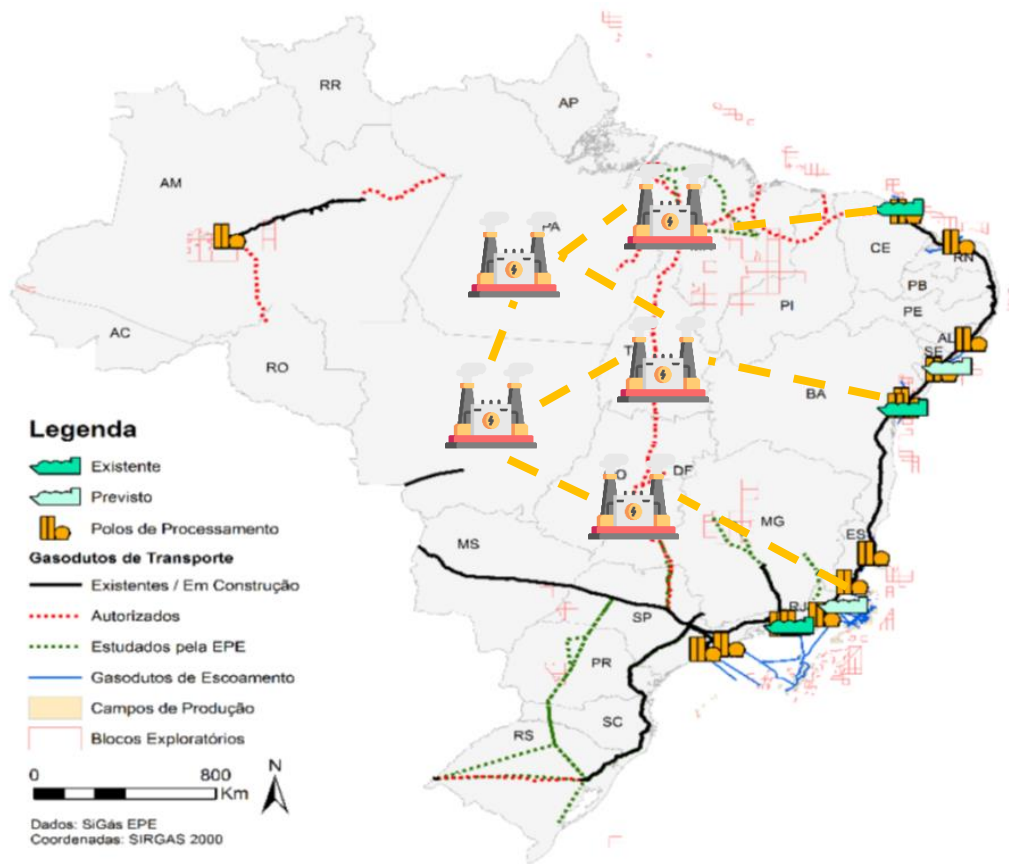 RR
AP
AM
PA
CE
RN
PB
PI
PE
AL
SE
AC
RO
BA
Legenda
Existente
Previsto
Polos de Processamento
Gasodutos de Transporte
Existentes / Em Construção
Autorizados
Estudados pela EPE
Gasodutos de Escoamento
Campos de Produção
Blocos Exploratórios
0 800
Km
N
Dados: SiGás EPE
Coordenadas: SIRGAS 2000
DF
MG
ES
MS
SP
RJ
PR
SC
RS